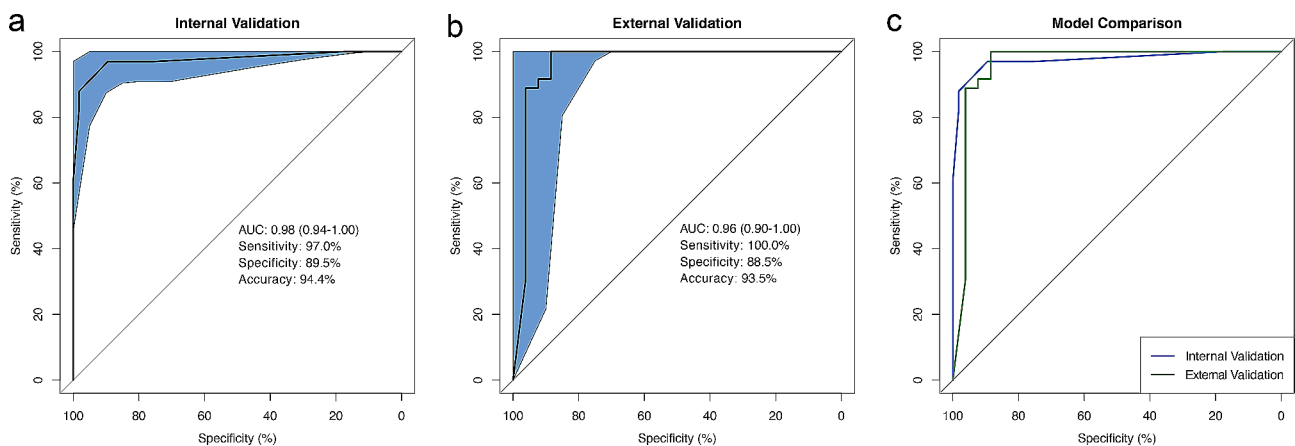 a
Internal Validation
100
80
60
40
20
0
Sensitivity (%)
AUC: 0.98 (0.94-1.00)
Sensitivity: 97.0%
Specificity: 89.5%
Accuracy: 94.4%
100 80 60 40 20 0
Specificity (%)
b
External Validation
100
80
60
40
20
0
Sensitivity (%)
AUC: 0.96 (0.90-1.00)
Sensitivity: 100.0%
Specificity: 88.5%
Accuracy: 93.5%
100 80 60 40 20 0
Specificity (%)
c
Model Comparison
100
80
60
40
20
0
Sensitivity (%)
Internal Validation
External Validation
100 80 60 40 20 0
Specificity (%)